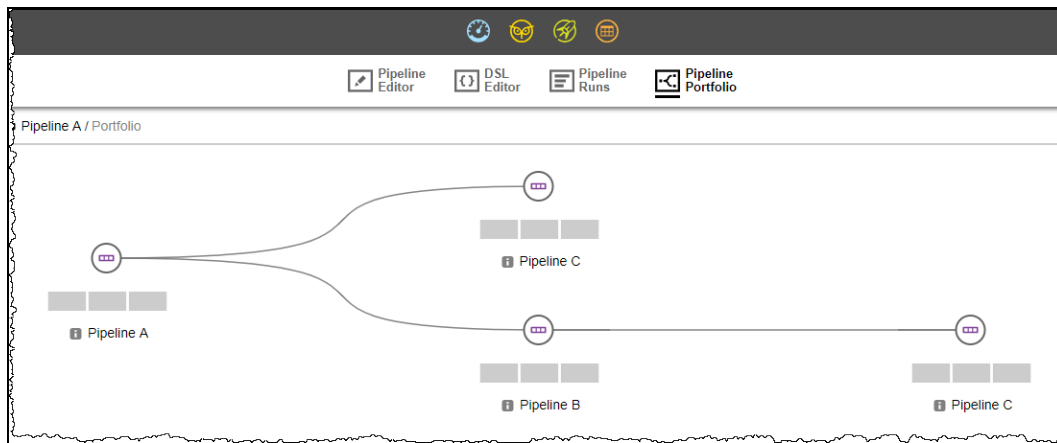 Pipeline
Editor
DSL
Editor
Pipeline
Runs
Pipeline
Portfolio
Pipeline A / Portfolio
Pipeline C
Pipeline A
Pipeline B
Pipeline C